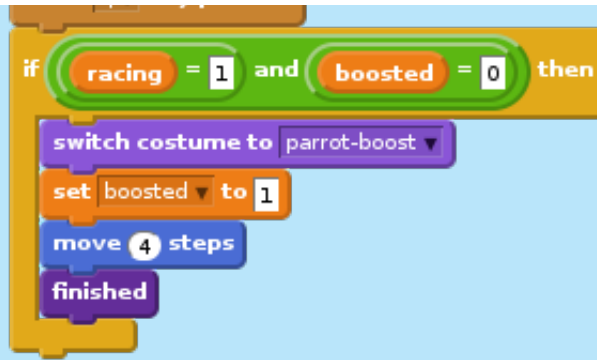 if racing = 1 and boosted = 0 then
switch costume to parrot-boost
set boosted to 1
move 4 steps
finished